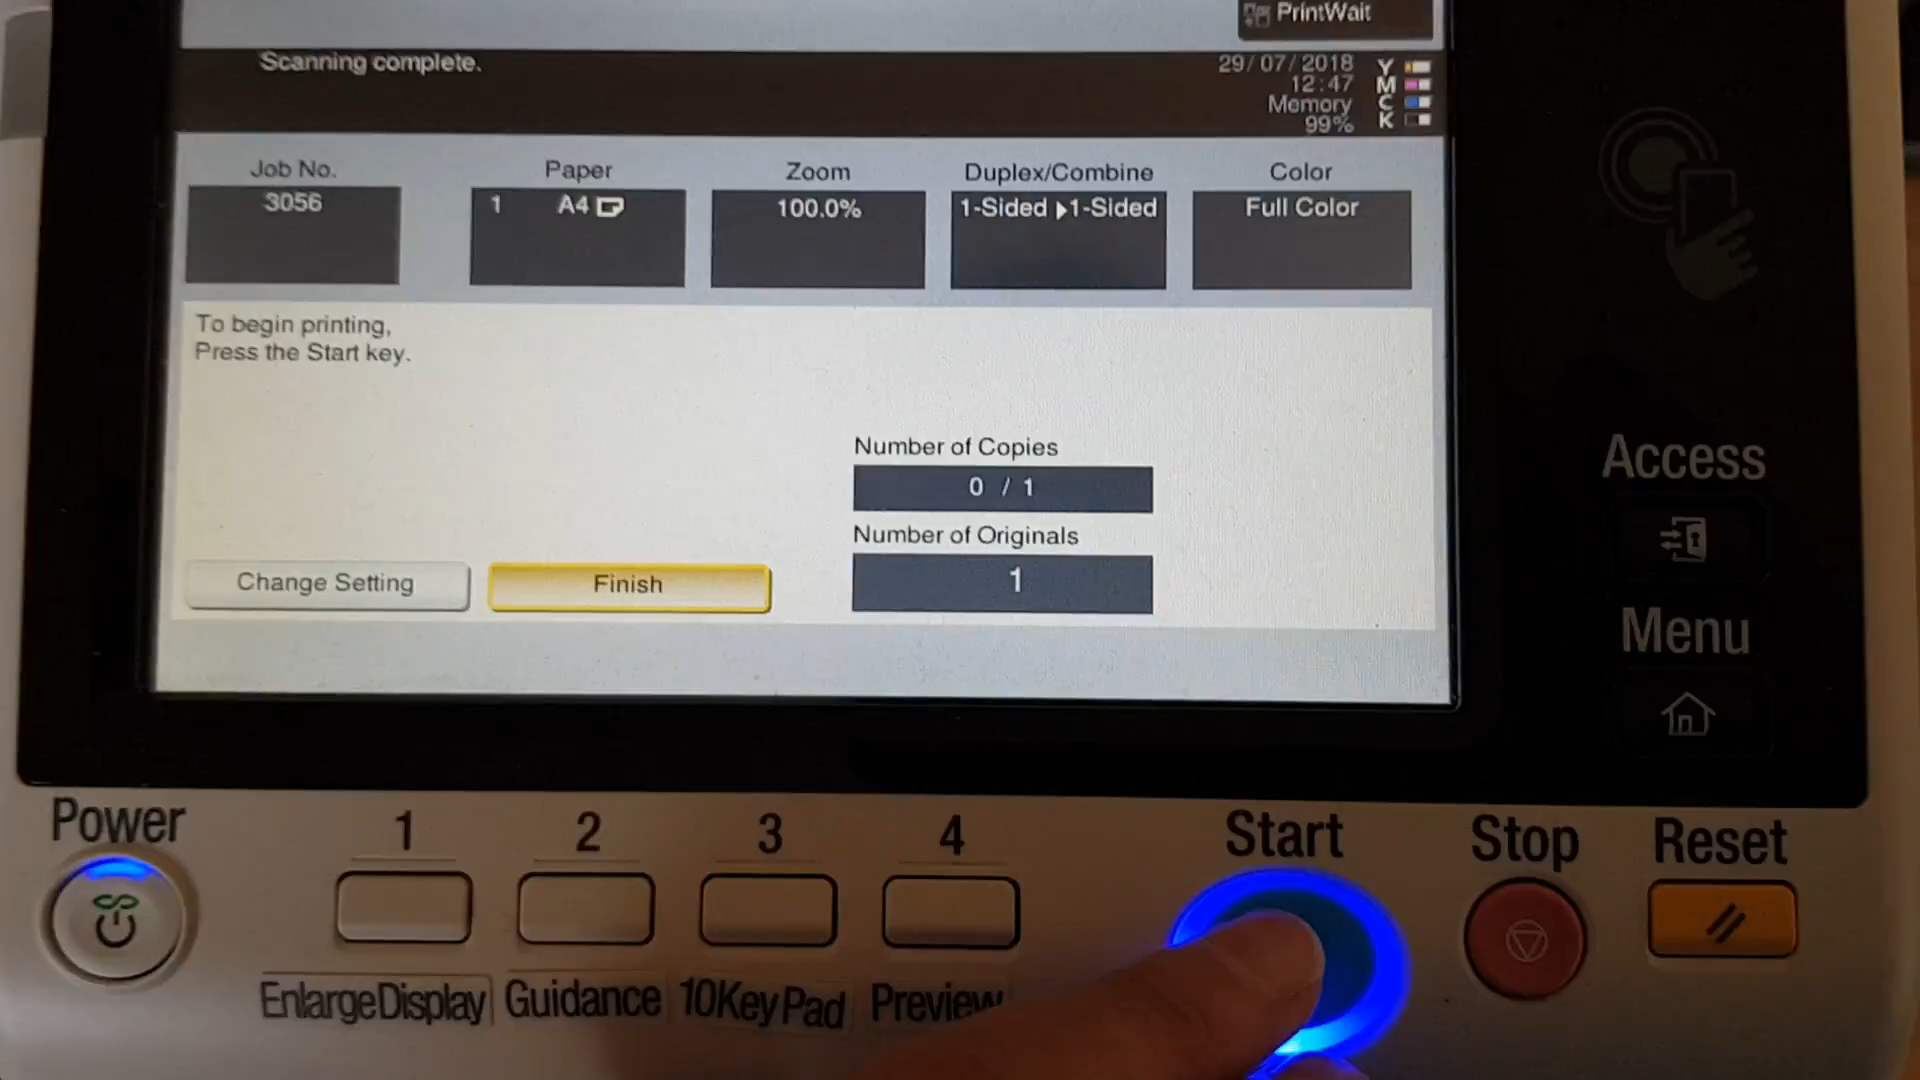 PrintWait
Scanning complete.
29/07/2018
12:47
Memory
99%
Y
M
C
K
Job No.
3056
Paper
1 A4
Zoom
100.0%
Duplex/Combine
1-Sided ▶1-Sided
Color
Full Color
To begin printing,
Press the Start key.
Number of Copies
0 / 1
Number of Originals
1
Change Setting
Finish
Access
Menu
Power
1
2
3
4
Start
Stop
Reset
EnlargeDisplay
Guidance
10KeyPad
Preview